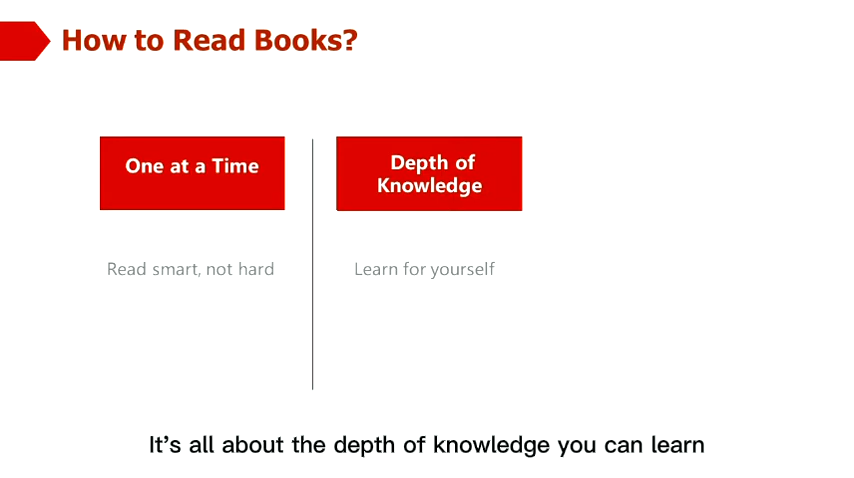 How to Read Books?
One at a Time
Depth of
Knowledge
Read smart, not hard
Learn for yourself
It's all about the depth of knowledge you can learn